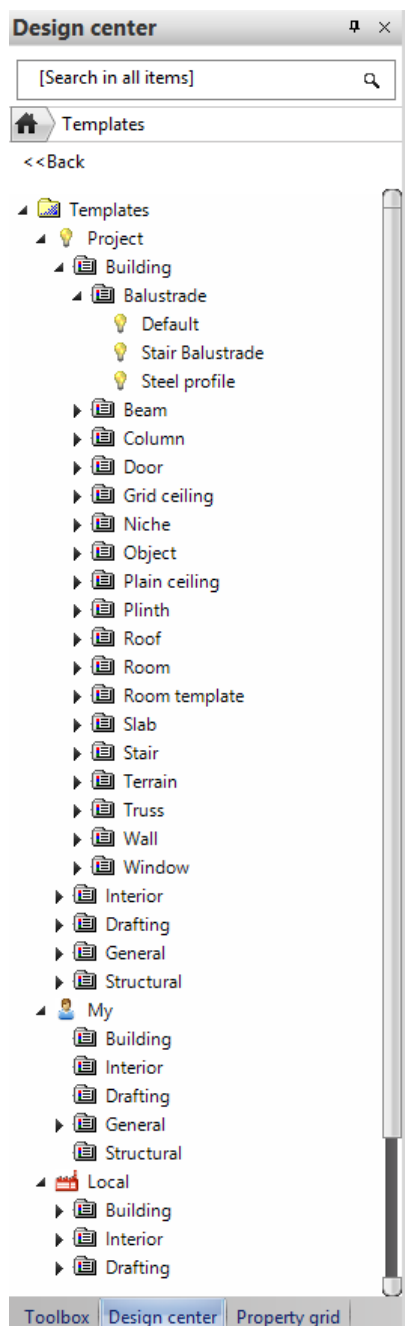 Design center
[Search in all items]
Templates
<<Back
Templates
Project
Building
Balustrade
Default
Stair Balustrade
Steel profile
Beam
Column
Door
Grid ceiling
Niche
Object
Plain ceiling
Plinth
Roof
Room
Room template
Slab
Stair
Terrain
Truss
Wall
Window
Interior
Drafting
General
Structural
My
Building
Interior
Drafting
General
Structural
Local
Building
Interior
Drafting
Toolbox Design center Property grid